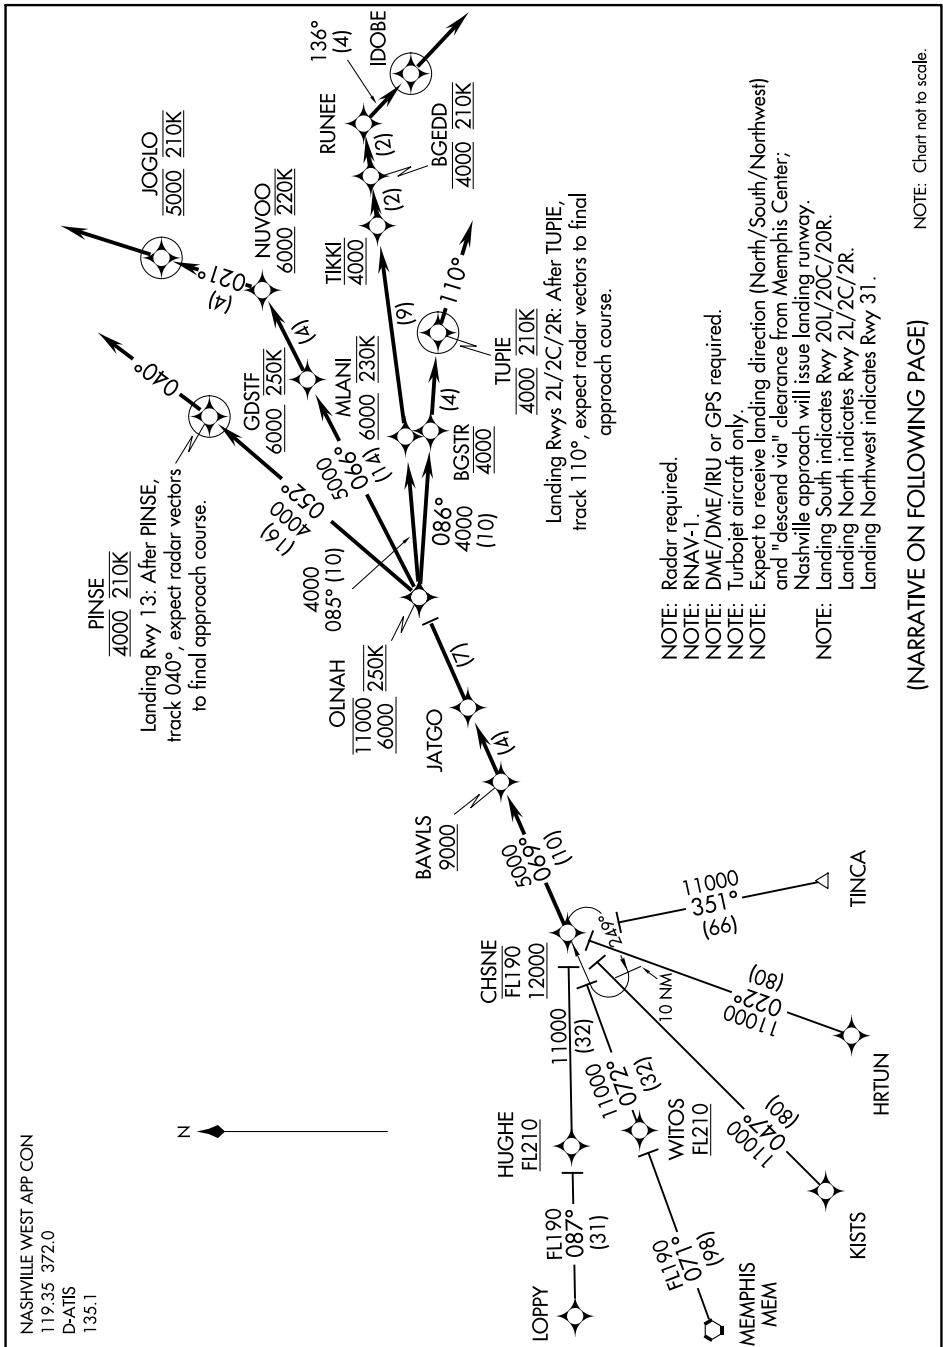 NASHVILLE WEST APP CON
119.35 372.0
D-ATIS
135.1
N
LOPPY
FL190
087°
(31)
HUGHE
FL210
11000
(32)
MEMPHIS
MEM
FL190
071°
(98)
WITOS
FL210
11000
072°
(32)
KISTS
11000
047°
(80)
HRTUN
11000
022°
(80)
TINCA
11000
351°
(66)
10 NM
249°
CHSNE
FL190
12000
5000
069°
(10)
BAWLS
9000
(4)
JATGO
(7)
OLNAH
11000 250K
6000
PINSE
4000 210K
Landing Rwy 13: After PINSE,
track 040°, expect radar vectors
to final approach course.
4000
052°
(16)
040°
5000
066°
(14)
GDSTF
6000 250K
MLANI
6000 230K
(4)
NUVOO
6000 220K
021°
(4)
JOGLO
5000 210K
4000
085° (10)
086°
4000
(10)
BGSTR
4000
(9)
TIKKI
4000
(2)
BGEDD
4000 210K
(2)
RUNEE
136°
(4)
IDOBE
(4)
TUPIE
4000 210K
110°
Landing Rwys 2L/2C/2R: After TUPIE,
track 110°, expect radar vectors to final
approach course.
NOTE: Radar required.
NOTE: RNAV-1.
NOTE: DME/DME/IRU or GPS required.
NOTE: Turbojet aircraft only.
NOTE: Expect to receive landing direction (North/South/Northwest)
and "descend via" clearance from Memphis Center;
Nashville approach will issue landing runway.
NOTE: Landing South indicates Rwy 20L/20C/20R.
Landing North indicates Rwy 2L/2C/2R.
Landing Northwest indicates Rwy 31.
(NARRATIVE ON FOLLOWING PAGE)
NOTE: Chart not to scale.